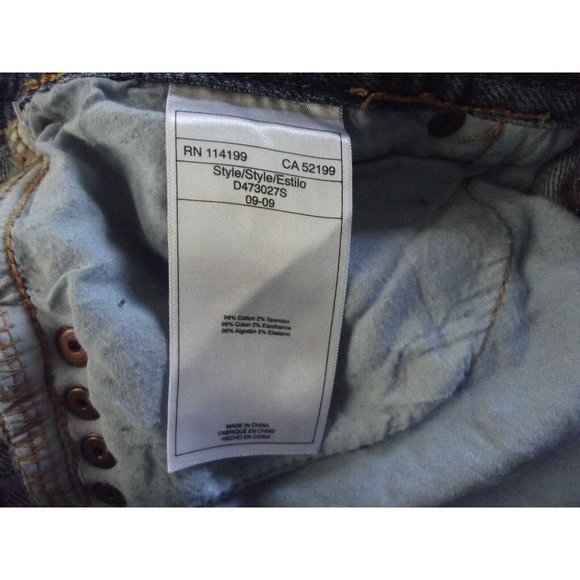 RN 114199 CA 52199
Style/Style/Estilo
D473027S
09-09
98% Cotton 2% Spandex
98% Coton 2% Elasthanne
98% Algodón 2% Elastano
MADE IN CHINA
FABRIQUÉ EN CHINE
HECHO EN CHINA